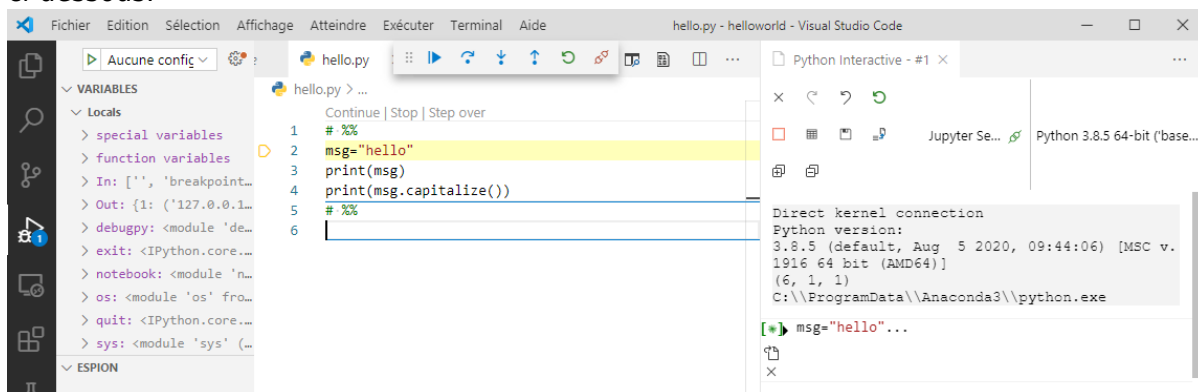 Fichier Edition Sélection Affichage Atteindre Exécuter Terminal Aide hello.py - helloworld - Visual Studio Code
Aucune config
hello.py
Python Interactive - #1
VARIABLES
Locals
> special variables
> function variables
> In: ['', 'breakpoint...
> Out: {1: ('127.0.0.1...
> debugpy: <module 'de...
> exit: <IPython.core....
> notebook: <module 'n...
> os: <module 'os' fro...
> quit: <IPython.core....
> sys: <module 'sys' (...
ESPION
1
hello.py > ...
Continue | Stop | Step over
1 # %%
2 msg="hello"
3 print(msg)
4 print(msg.capitalize())
5 # %%
6
Jupyter Se... Python 3.8.5 64-bit ('base...
Direct kernel connection
Python version:
3.8.5 (default, Aug 5 2020, 09:44:06) [MSC v.
1916 64 bit (AMD64)]
(6, 1, 1)
C:\\ProgramData\\Anaconda3\\python.exe
[*] msg="hello"...